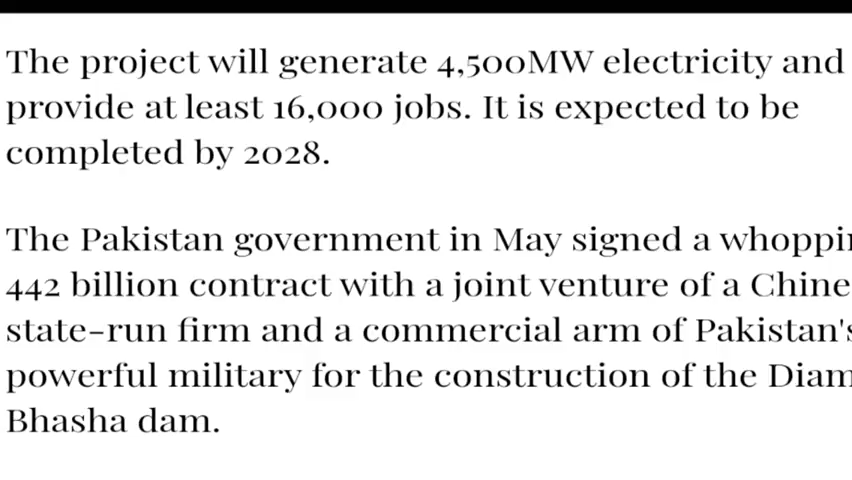 The project will generate 4,500MW electricity and
provide at least 16,000 jobs. It is expected to be
completed by 2028.
The Pakistan government in May signed a whoppin
442 billion contract with a joint venture of a Chine
state-run firm and a commercial arm of Pakistan's
powerful military for the construction of the Diam
Bhasha dam.